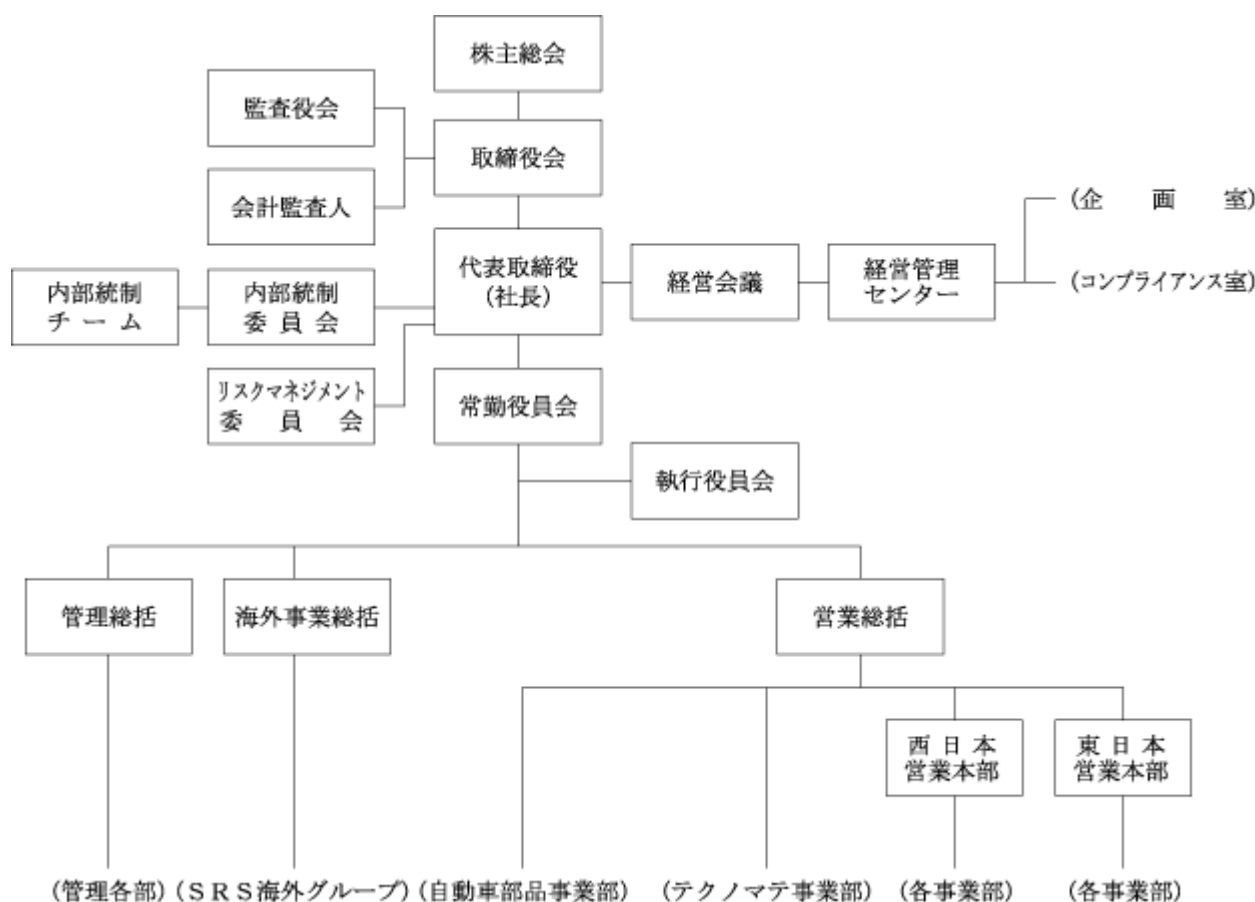 株主総会
監査役会
取締役会
会計監査人
(企　画　室)
代表取締役
(社長)
経営会議
経営管理
センター
(コンプライアンス室)
内部統制
チ ー ム
内部統制
委 員 会
リスクマネジメント
委　員　会
常勤役員会
執行役員会
管理総括
海外事業総括
営業総括
西 日 本
営業本部
東 日 本
営業本部
(管理各部)(ＳＲＳ海外グループ)(自動車部品事業部)　(テクノマテ事業部)　(各事業部)　(各事業部)